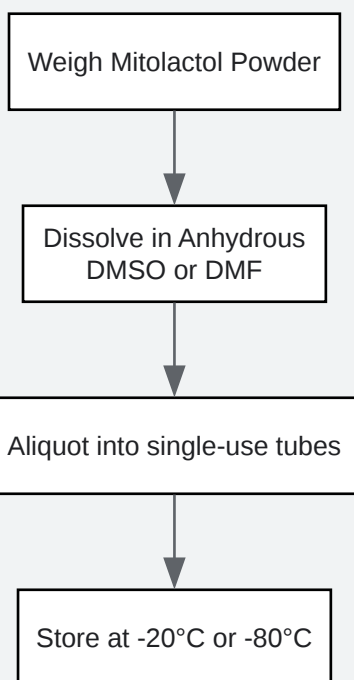 Weigh Mitolactol Powder
Dissolve in Anhydrous
DMSO or DMF
Aliquot into single-use tubes
Store at -20°C or -80°C